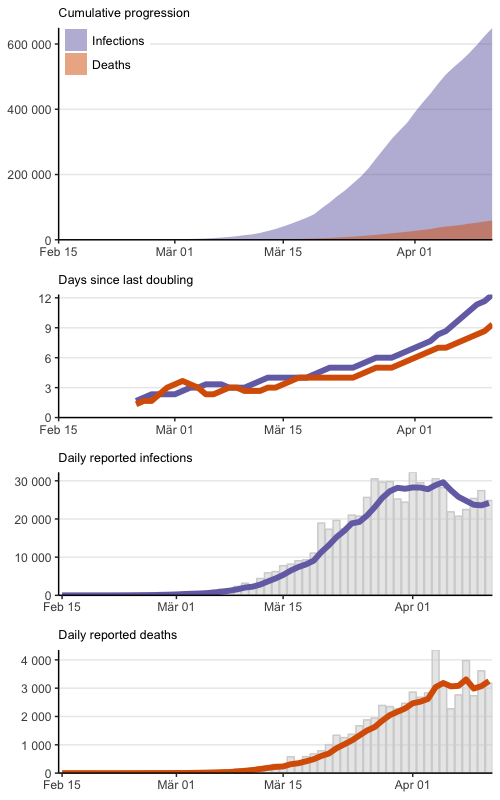 Cumulative progression
600 000
Infections
Deaths
400 000
200 000
0
Feb 15 Mär 01 Mär 15 Apr 01
Days since last doubling
12
9
6
3
0
Feb 15 Mär 01 Mär 15 Apr 01
Daily reported infections
30 000
20 000
10 000
0
Feb 15 Mär 01 Mär 15 Apr 01
Daily reported deaths
4 000
3 000
2 000
1 000
0
Feb 15 Mär 01 Mär 15 Apr 01